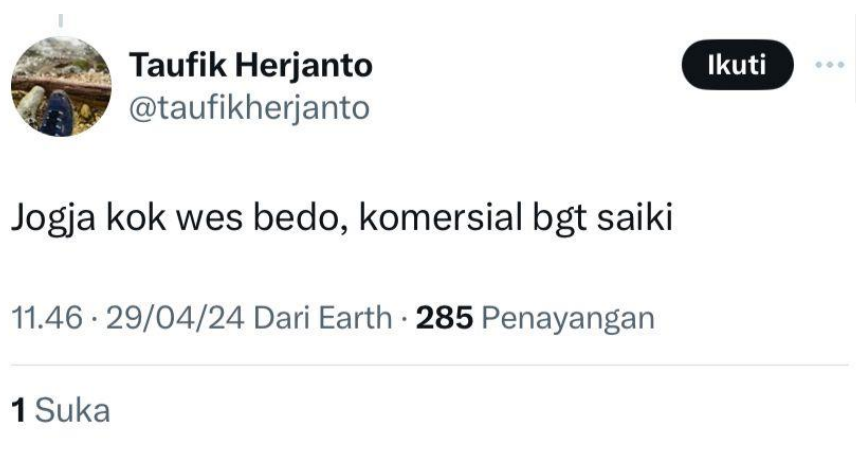 Taufik Herjanto
Ikuti
@taufikherjanto
Jogja kok wes bedo, komersial bgt saiki
11.46 · 29/04/24 Dari Earth · 285 Penayangan
1 Suka